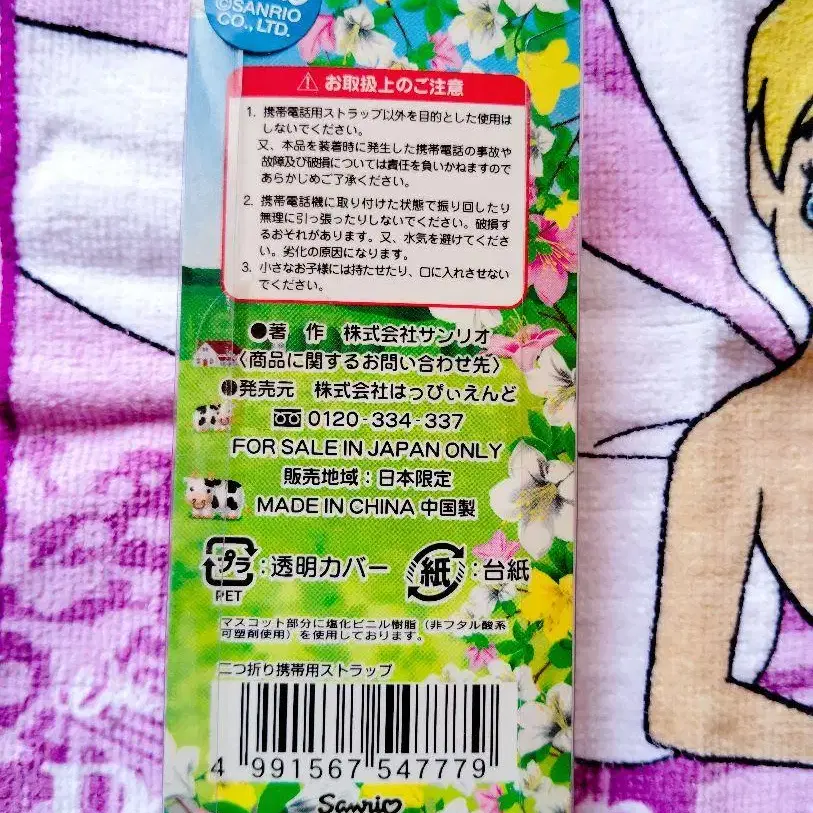 ©SANRIO
CO., LTD.
⚠ お取扱上のご注意
1. 携帯電話用ストラップ以外を目的とした使用は
しないでください。
又、本品を装着時に発生した携帯電話の事故や
故障及び破損については責任を負いかねますので
あらかじめご了承ください。
2. 携帯電話機に取り付けた状態で振り回したり
無理に引っ張ったりしないでください。破損す
るおそれがあります。又、水気を避けてくださ
い。劣化の原因になります。
3. 小さなお子様には持たせたり、口に入れさせない
でください。
●著 作 株式会社サンリオ
〈商品に関するお問い合わせ先〉
●発売元 株式会社はっぴぃえんど
0120-334-337
FOR SALE IN JAPAN ONLY
販売地域：日本限定
MADE IN CHINA 中国製
プラ：透明カバー 紙：台紙
PET
マスコット部分に塩化ビニル樹脂（非フタル酸系
可塑剤使用）を使用しております。
二つ折り携帯用ストラップ
4 991567 547779
Sanrio